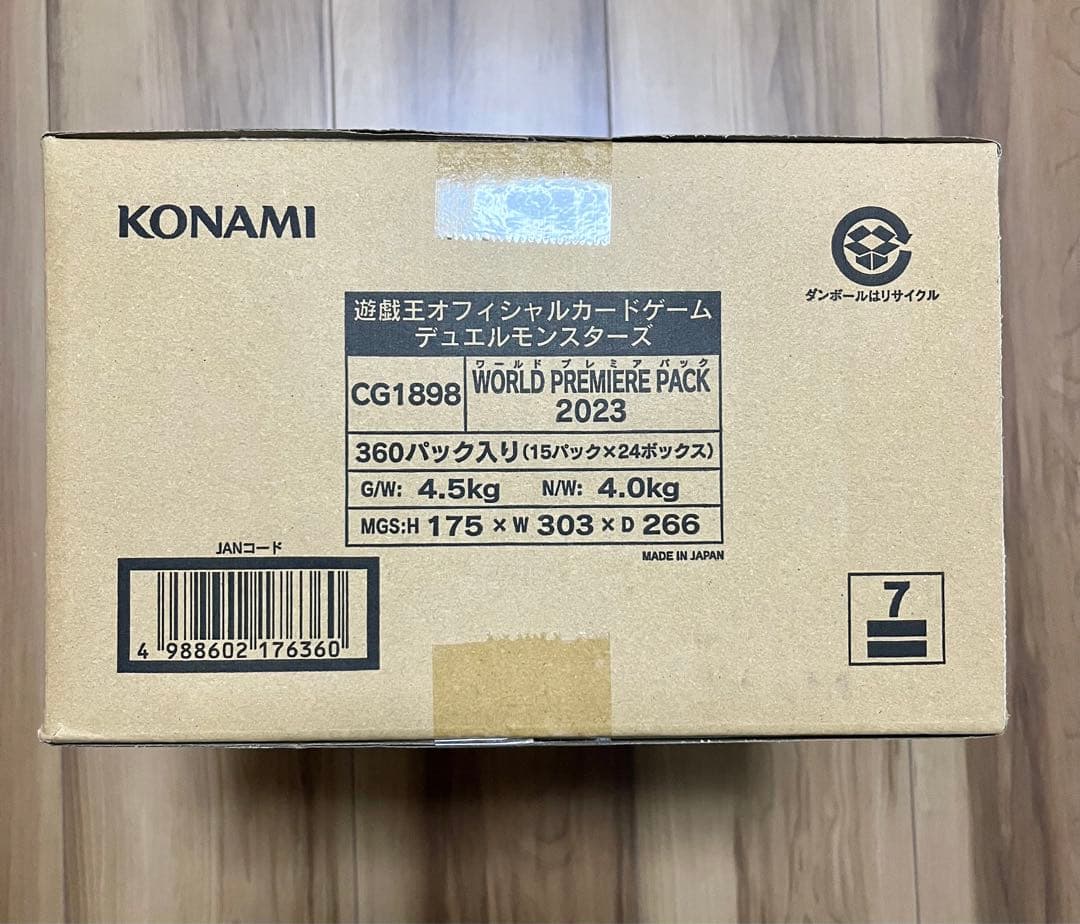 KONAMI
ダンボールはリサイクル
遊戯王オフィシャルカードゲーム
デュエルモンスターズ
CG1898
ワールド プレミア パック
WORLD PREMIERE PACK
2023
360パック入り(15パック×24ボックス)
G/W: 4.5kg N/W: 4.0kg
MGS:H 175 × W 303 × D 266
MADE IN JAPAN
JANコード
4 988602 176360
7